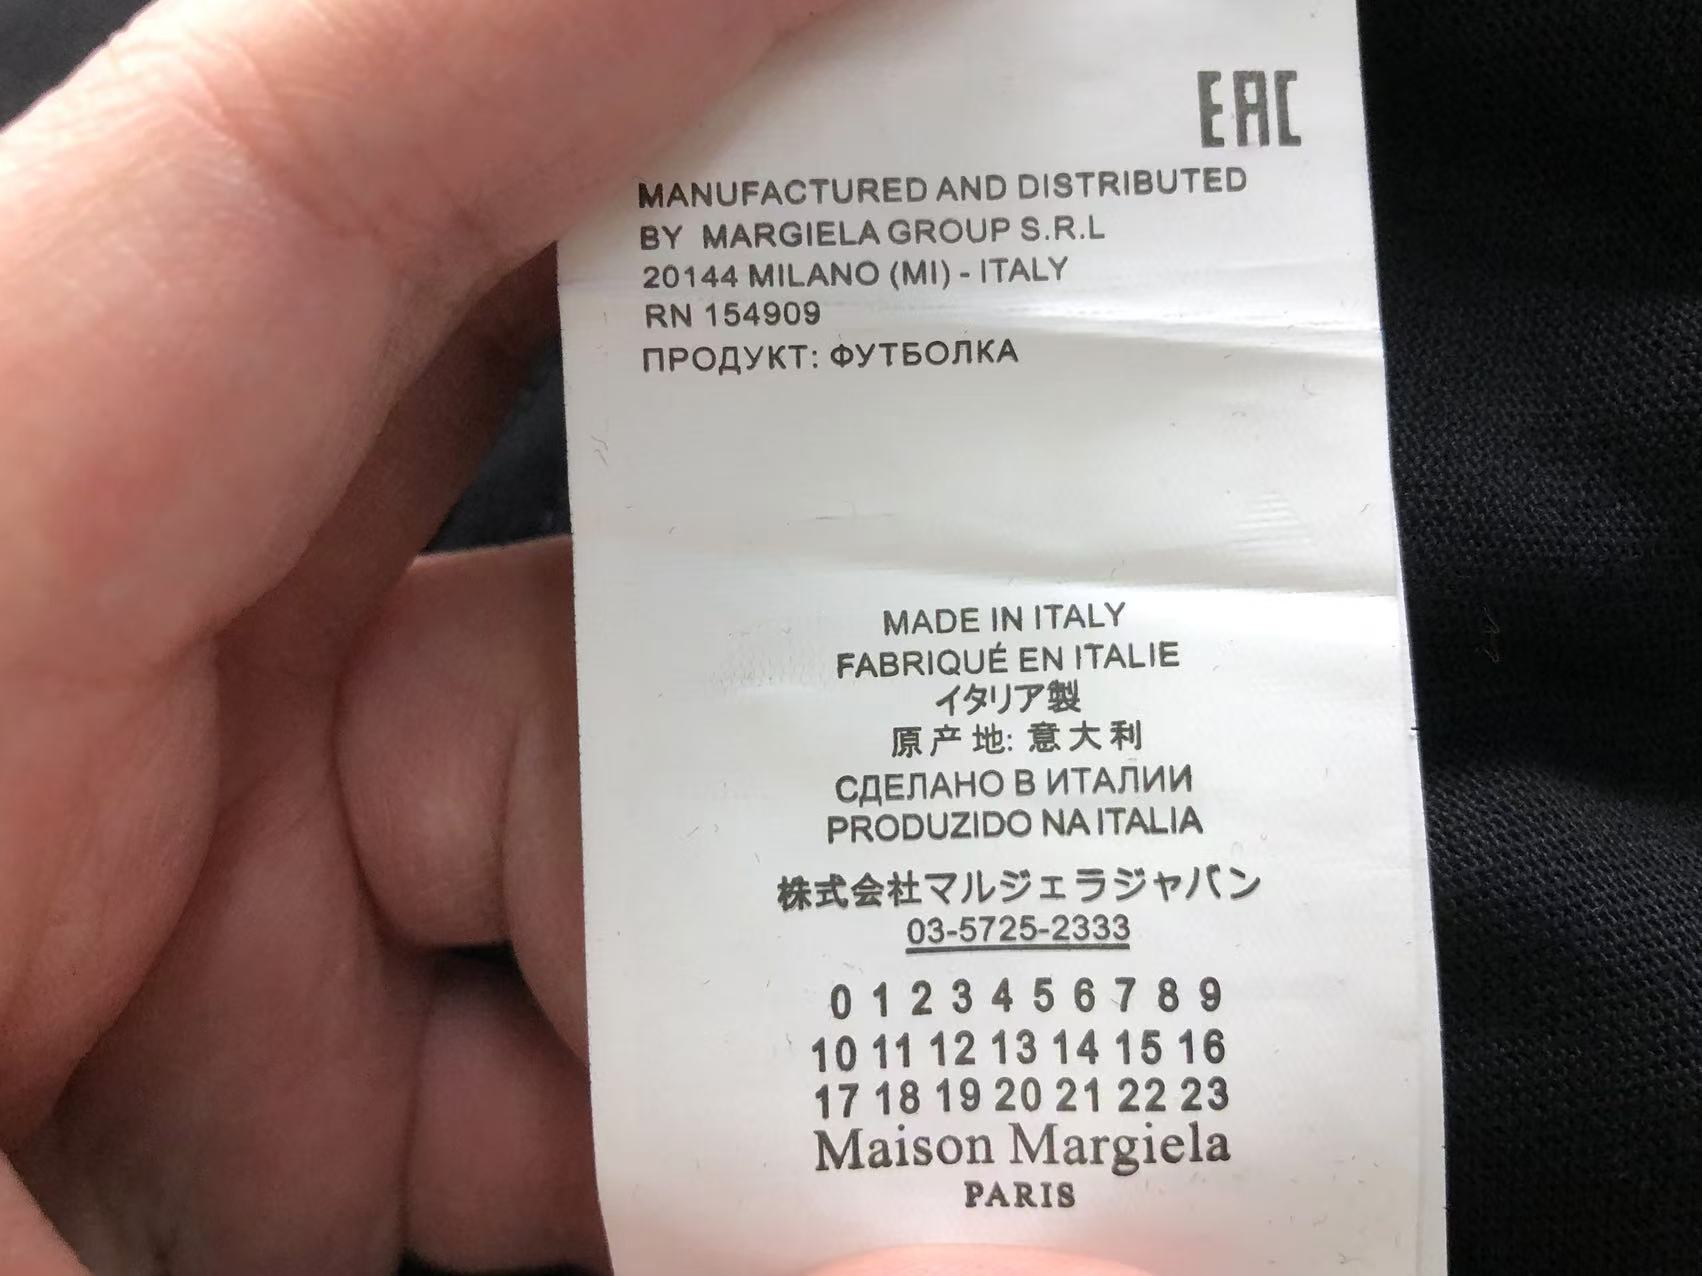 EAC
MANUFACTURED AND DISTRIBUTED
BY MARGIELA GROUP S.R.L
20144 MILANO (MI) - ITALY
RN 154909
ПРОДУКТ: ФУТБОЛКА
MADE IN ITALY
FABRIQUÉ EN ITALIE
イタリア製
原产地: 意大利
СДЕЛАНО В ИТАЛИИ
PRODUZIDO NA ITALIA
株式会社マルジェラジャパン
03-5725-2333
0 1 2 3 4 5 6 7 8 9
10 11 12 13 14 15 16
17 18 19 20 21 22 23
Maison Margiela
PARIS